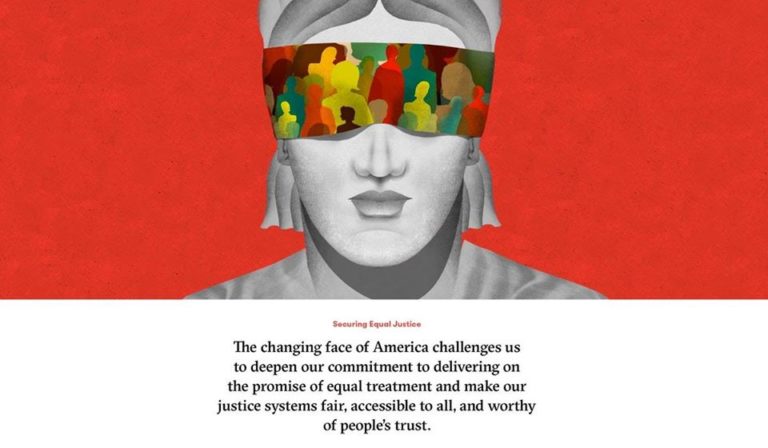 Securing Equal Justice
The changing face of America challenges us
to deepen our commitment to delivering on
the promise of equal treatment and make our
justice systems fair, accessible to all, and worthy
of people's trust.